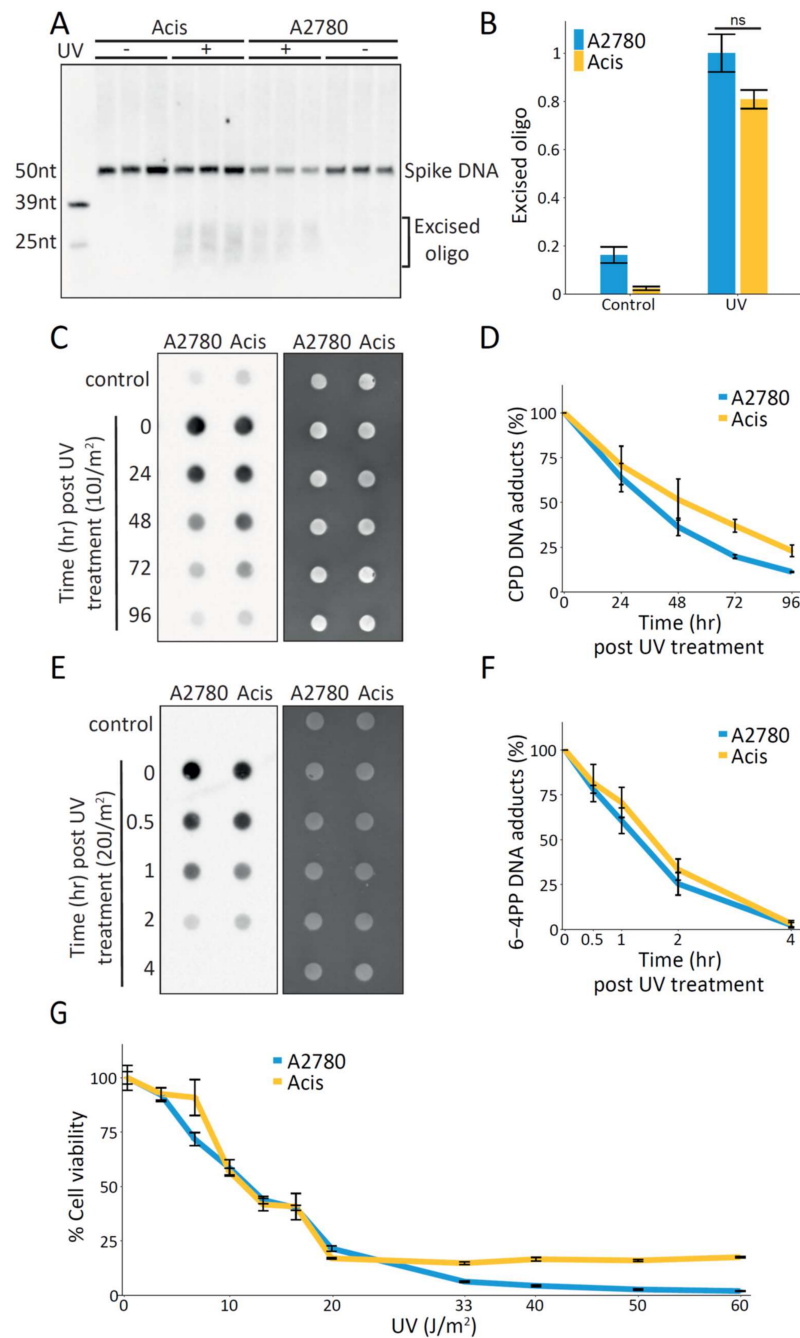 A
Acis A2780
UV - + + -
50nt
39nt
25nt
Spike DNA
Excised
oligo
B
A2780
Acis
ns
Excised oligo
1
0.8
0.6
0.4
0.2
0
Control UV
C
A2780 Acis A2780 Acis
control
0
24
48
72
96
Time (hr) post UV
treatment (10J/m²)
D
A2780
Acis
CPD DNA adducts (%)
100
75
50
25
0
0 24 48 72 96
Time (hr)
post UV treatment
E
A2780 Acis A2780 Acis
control
0
0.5
1
2
4
Time (hr) post UV
treatment (20J/m²)
F
A2780
Acis
6−4PP DNA adducts (%)
100
75
50
25
0
0 0.5 1 2 4
Time (hr)
post UV treatment
G
A2780
Acis
% Cell viability
100
75
50
25
0
0 10 20 33 40 50 60
UV (J/m²)